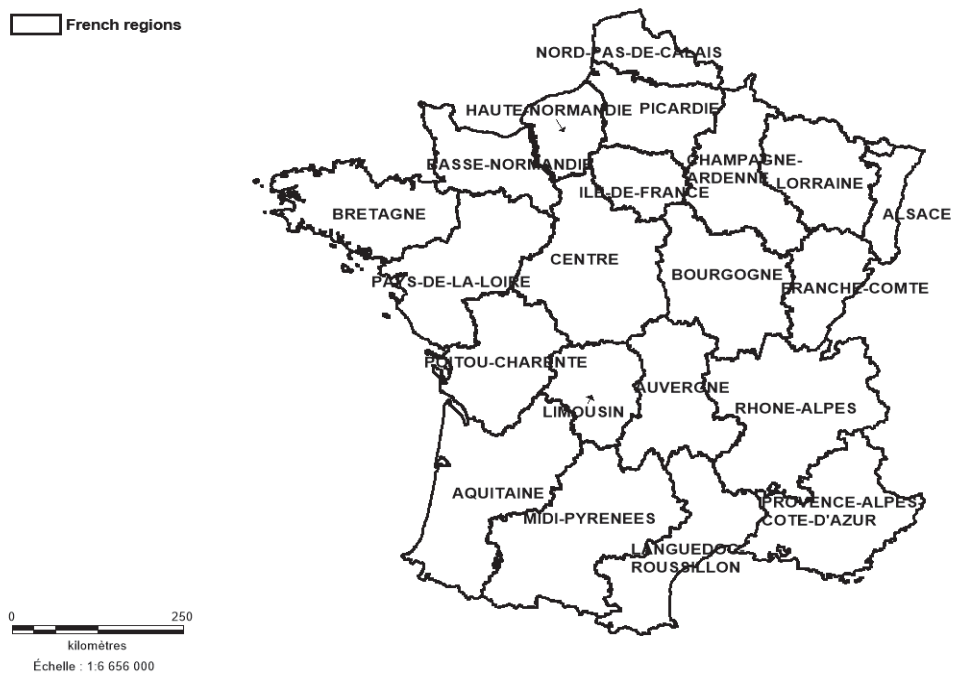 French regions
NORD-PAS-DE-CALAIS
HAUTE-NORMANDIE
PICARDIE
BASSE-NORMANDIE
CHAMPAGNE-
ARDENNE
LORRAINE
ILE-DE-FRANCE
BRETAGNE
ALSACE
CENTRE
BOURGOGNE
PAYS-DE-LA-LOIRE
FRANCHE-COMTE
POITOU-CHARENTE
AUVERGNE
LIMOUSIN
RHONE-ALPES
AQUITAINE
MIDI-PYRENEES
PROVENCE-ALPES-
COTE-D'AZUR
LANGUEDOC-
ROUSSILLON
0 250
kilomètres
Échelle : 1:6 656 000